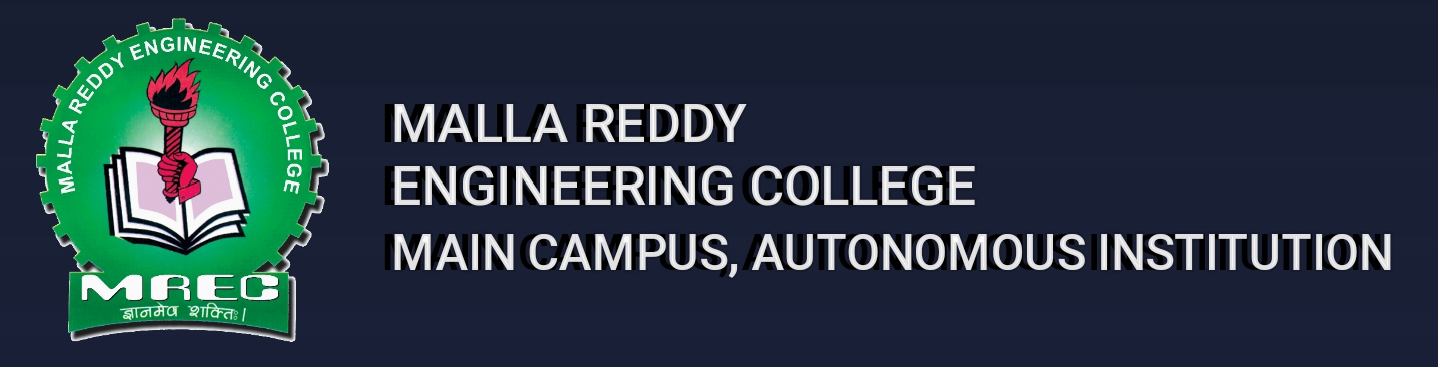 MALLA REDDY ENGINEERING COLLEGE
MREC
ज्ञानमेव शक्तिः।
MALLA REDDY
ENGINEERING COLLEGE
MAIN CAMPUS, AUTONOMOUS INSTITUTION